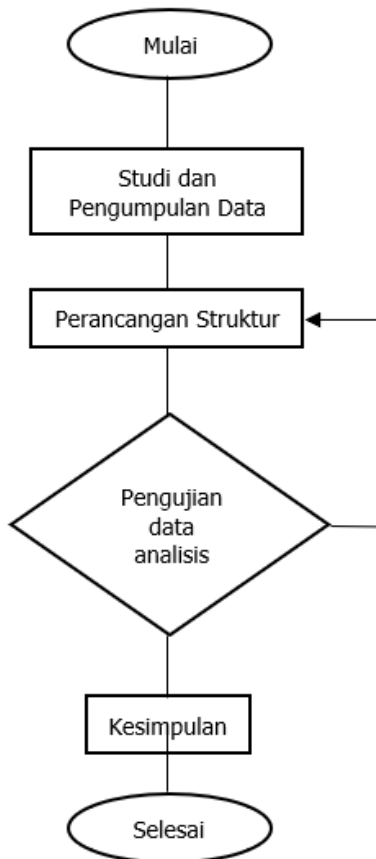 Mulai
Studi dan
Pengumpulan Data
Perancangan Struktur
Pengujian
data
analisis
Kesimpulan
Selesai